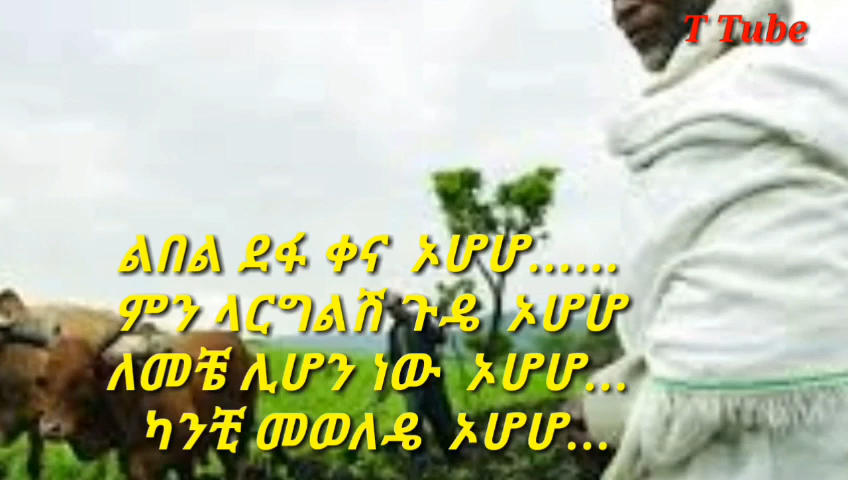 T Tube
ልበል ደፋ ቀና ኦሆሆ......
ምን ላርግልሽ ጉዴ ኦሆሆ
ለመቼ ሊሆን ነው ኦሆሆ...
ካንቺ መወለዴ ኦሆሆ...